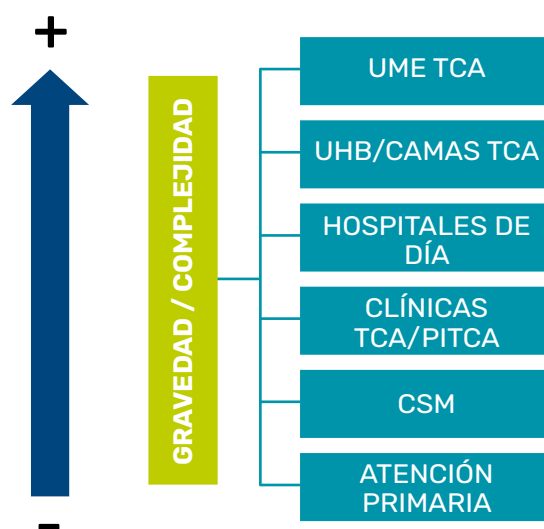 +
GRAVEDAD / COMPLEJIDAD
UME TCA
UHB/CAMAS TCA
HOSPITALES DE
DÍA
CLÍNICAS
TCA/PITCA
CSM
ATENCIÓN
PRIMARIA
-